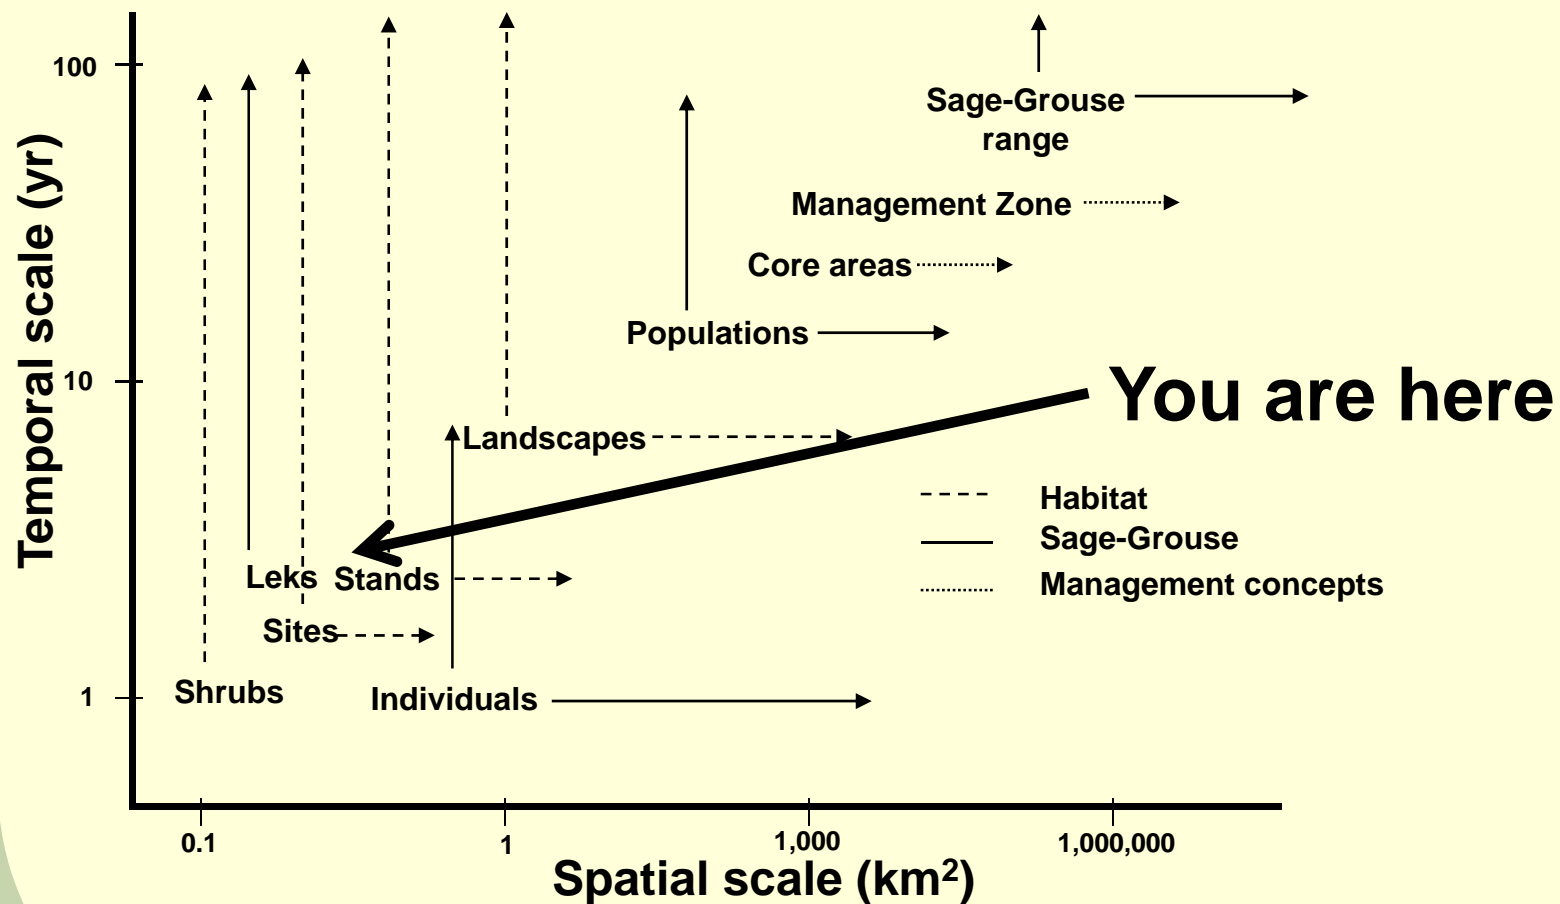 100
Sage-Grouse
range
Management Zone
Core areas
Populations
10
You are here
Landscapes
Habitat
Sage-Grouse
Management concepts
Leks
Stands
Sites
Shrubs
Individuals
1
Temporal scale (yr)
0.1
1
1,000
1,000,000
Spatial scale (km²)